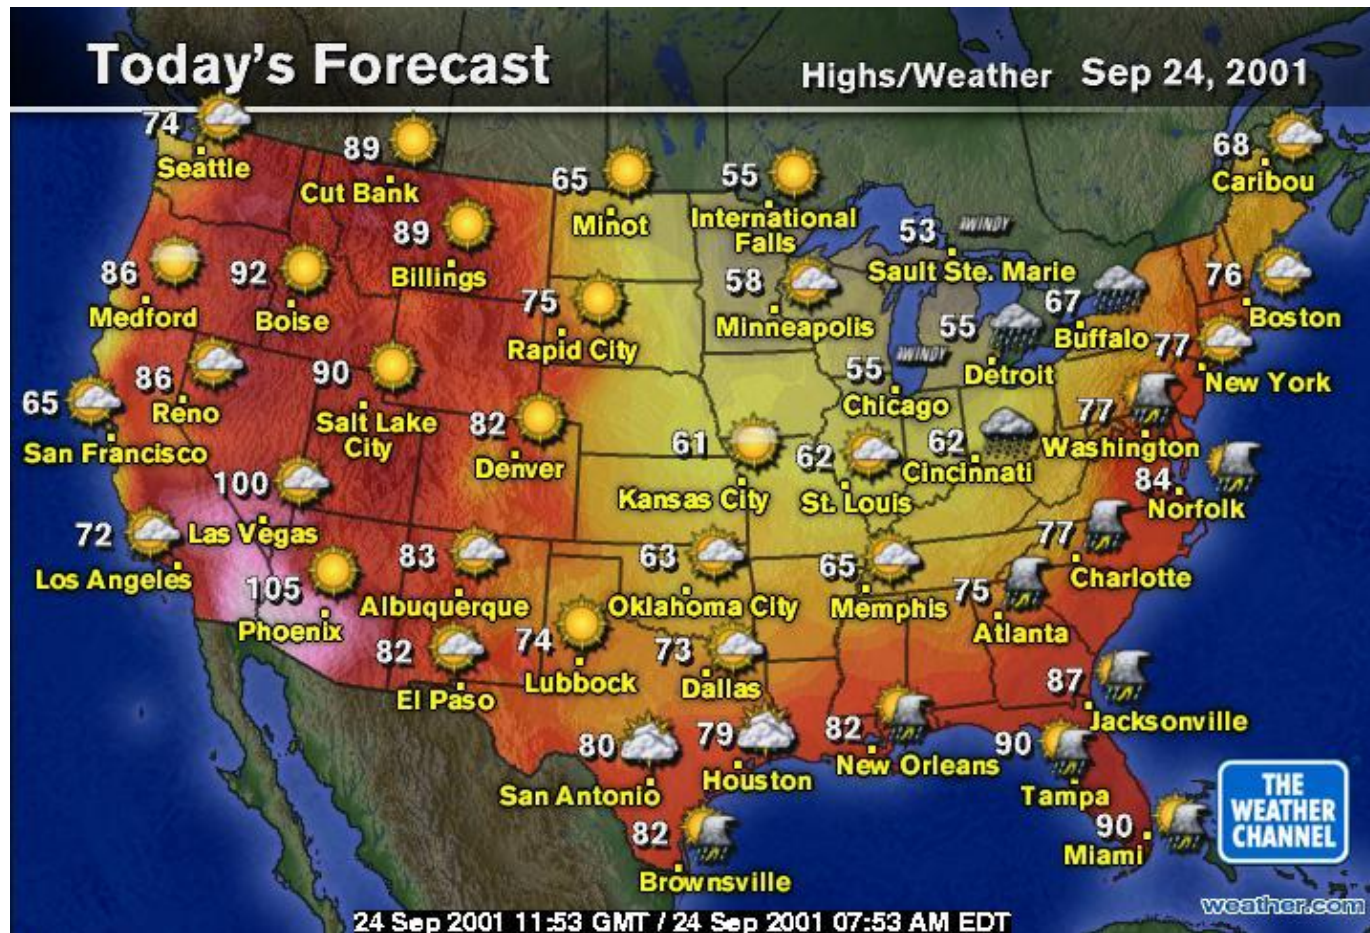 Today's Forecast
Highs/Weather Sep 24, 2001
74
Seattle
89
Cut Bank
65
Minot
55
International
Falls
68
Caribou
89
Billings
53
WINDY
Sault Ste. Marie
86
Medford
92
Boise
75
Rapid City
58
Minneapolis
55
Detroit
67
Buffalo
76
Boston
77
New York
65
San Francisco
86
Reno
90
Salt Lake
City
82
Denver
61
Kansas City
62
St. Louis
55
WINDY
Chicago
62
Cincinnati
77
Washington
84
Norfolk
100
Las Vegas
72
Los Angeles
105
Phoenix
83
Albuquerque
63
Oklahoma City
65
Memphis
77
Charlotte
75
Atlanta
82
El Paso
74
Lubbock
73
Dallas
87
Jacksonville
80
San Antonio
79
Houston
82
New Orleans
90
Tampa
82
Brownsville
90
Miami
THE
WEATHER
CHANNEL
weather.com
24 Sep 2001 11:53 GMT / 24 Sep 2001 07:53 AM EDT